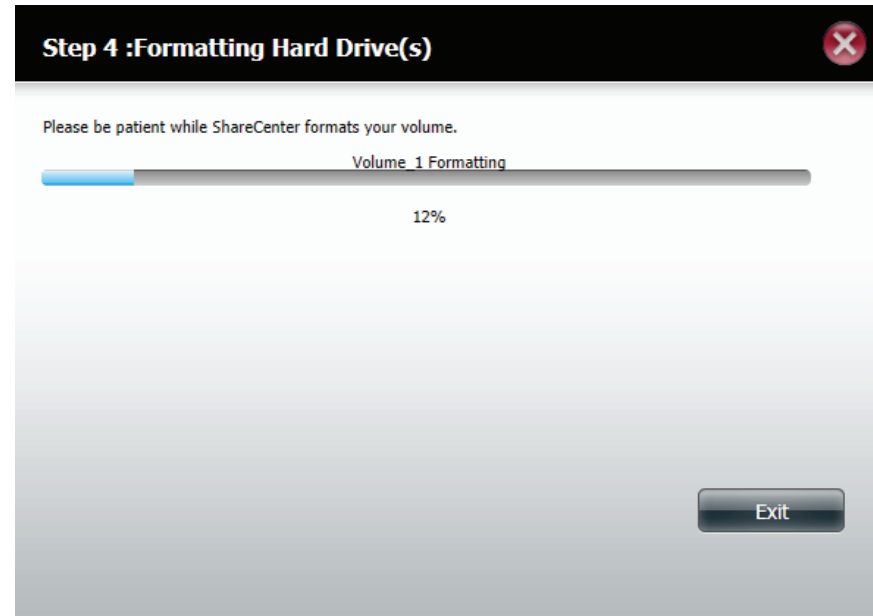 Step 4 :Formatting Hard Drive(s)
Please be patient while ShareCenter formats your volume.
Volume_1 Formatting
12%
Exit